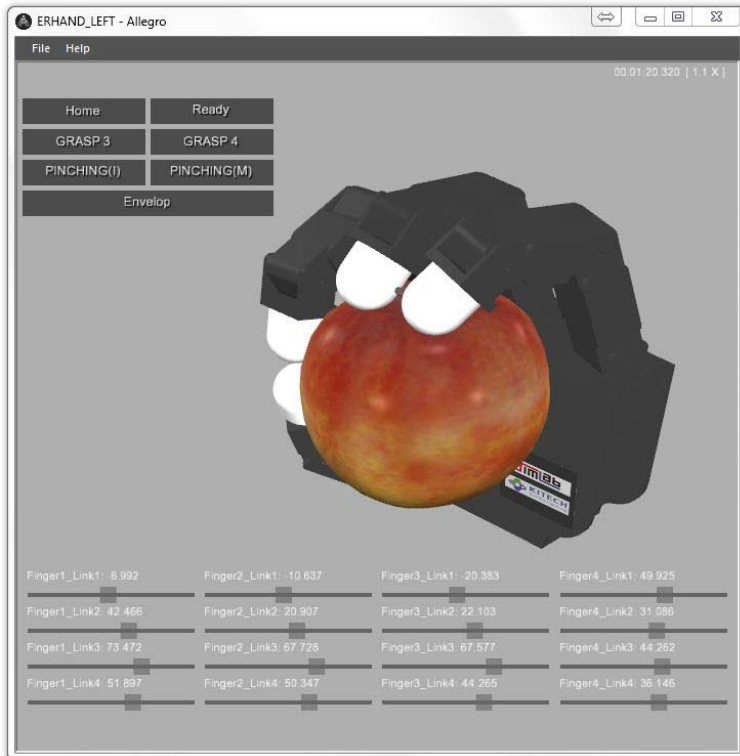 ERHAND_LEFT - Allegro
File Help
00:01:20.320 [ 1.1 X ]
Home Ready
GRASP 3 GRASP 4
PINCHING(I) PINCHING(M)
Envelop
KITECH
Finger1_Link1: -6.992 Finger2_Link1: -10.637 Finger3_Link1: -20.383 Finger4_Link1: 49.925
Finger1_Link2: 42.466 Finger2_Link2: 20.907 Finger3_Link2: 22.103 Finger4_Link2: 31.086
Finger1_Link3: 73.472 Finger2_Link3: 67.728 Finger3_Link3: 67.577 Finger4_Link3: 44.262
Finger1_Link4: 51.897 Finger2_Link4: 50.347 Finger3_Link4: 44.265 Finger4_Link4: 36.146